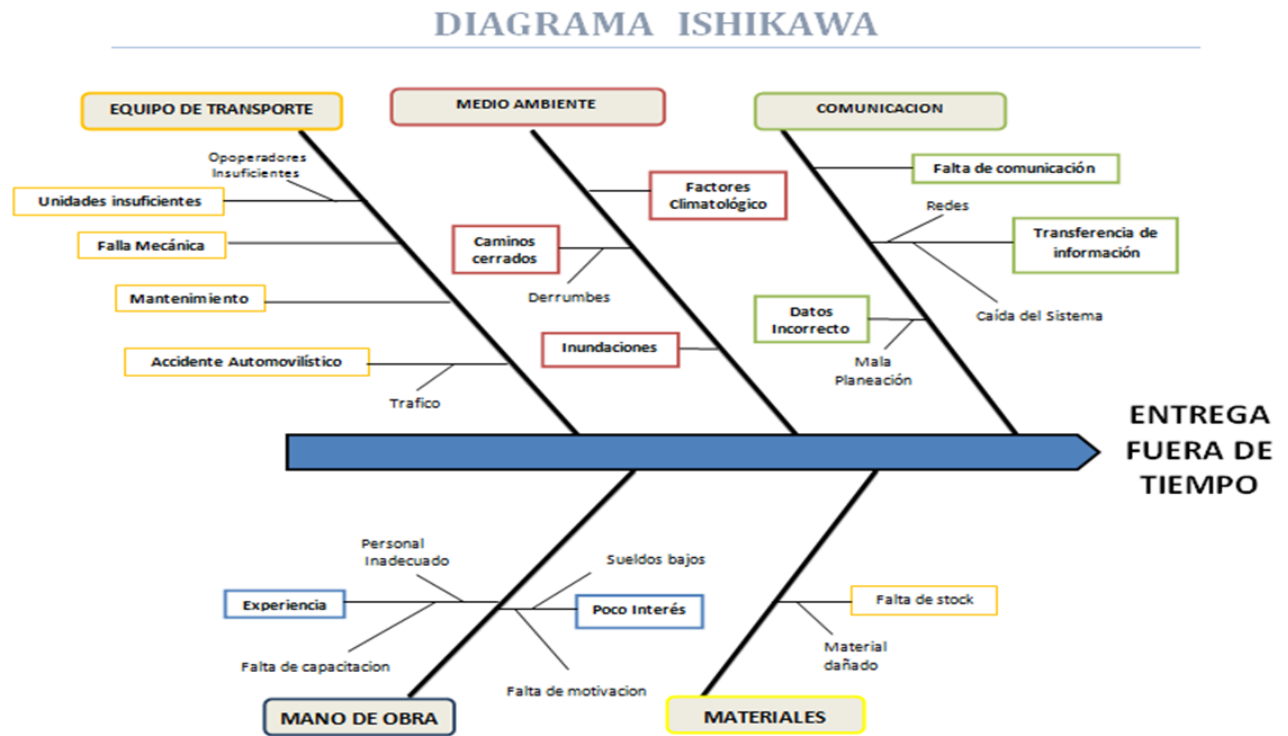 DIAGRAMA ISHIKAWA
EQUIPO DE TRANSPORTE
MEDIO AMBIENTE
COMUNICACION
Opoperadores
Insuficientes
Unidades insuficientes
Falla Mecánica
Mantenimiento
Accidente Automovilístico
Trafico
Factores
Climatológico
Caminos
cerrados
Derrumbes
Inundaciones
Falta de comunicación
Redes
Transferencia de
información
Caída del Sistema
Datos
Incorrecto
Mala
Planeación
ENTREGA
FUERA DE
TIEMPO
Personal
Inadecuado
Experiencia
Falta de capacitacion
Sueldos bajos
Poco Interés
Falta de motivacion
Falta de stock
Material
dañado
MANO DE OBRA
MATERIALES